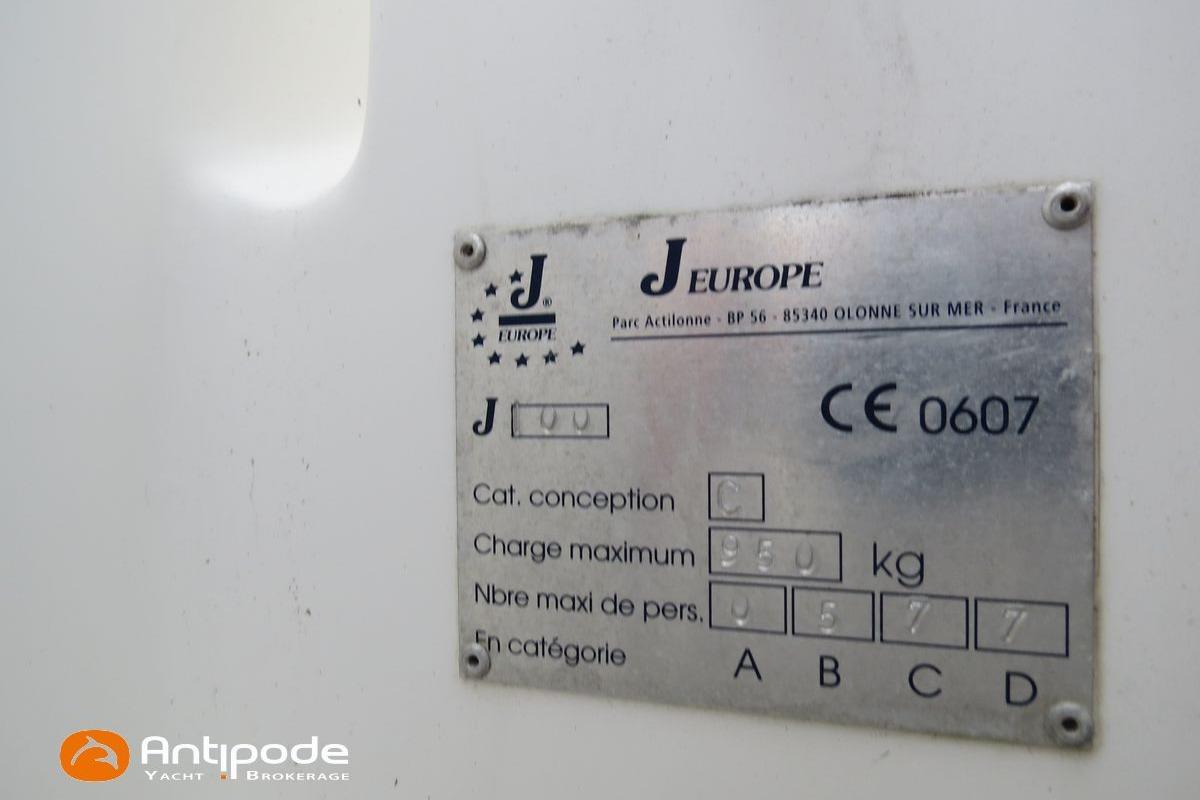 J®
EUROPE
J EUROPE
Parc Actilonne - BP 56 - 85340 OLONNE SUR MER - France
J 100
CE 0607
Cat. conception C
Charge maximum 950 kg
Nbre maxi de pers. 0 5 7 7
En catégorie A B C D
Antipode
YACHT BROKERAGE